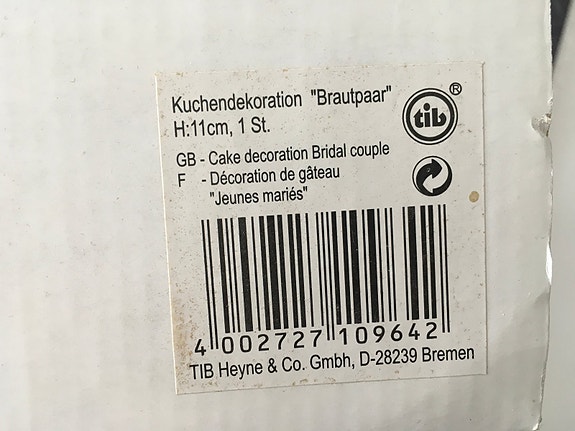 Kuchendekoration "Brautpaar"
H:11cm, 1 St.
tib®
GB - Cake decoration Bridal couple
F - Décoration de gâteau
"Jeunes mariés"
4 002727 109642
TIB Heyne & Co. Gmbh, D-28239 Bremen